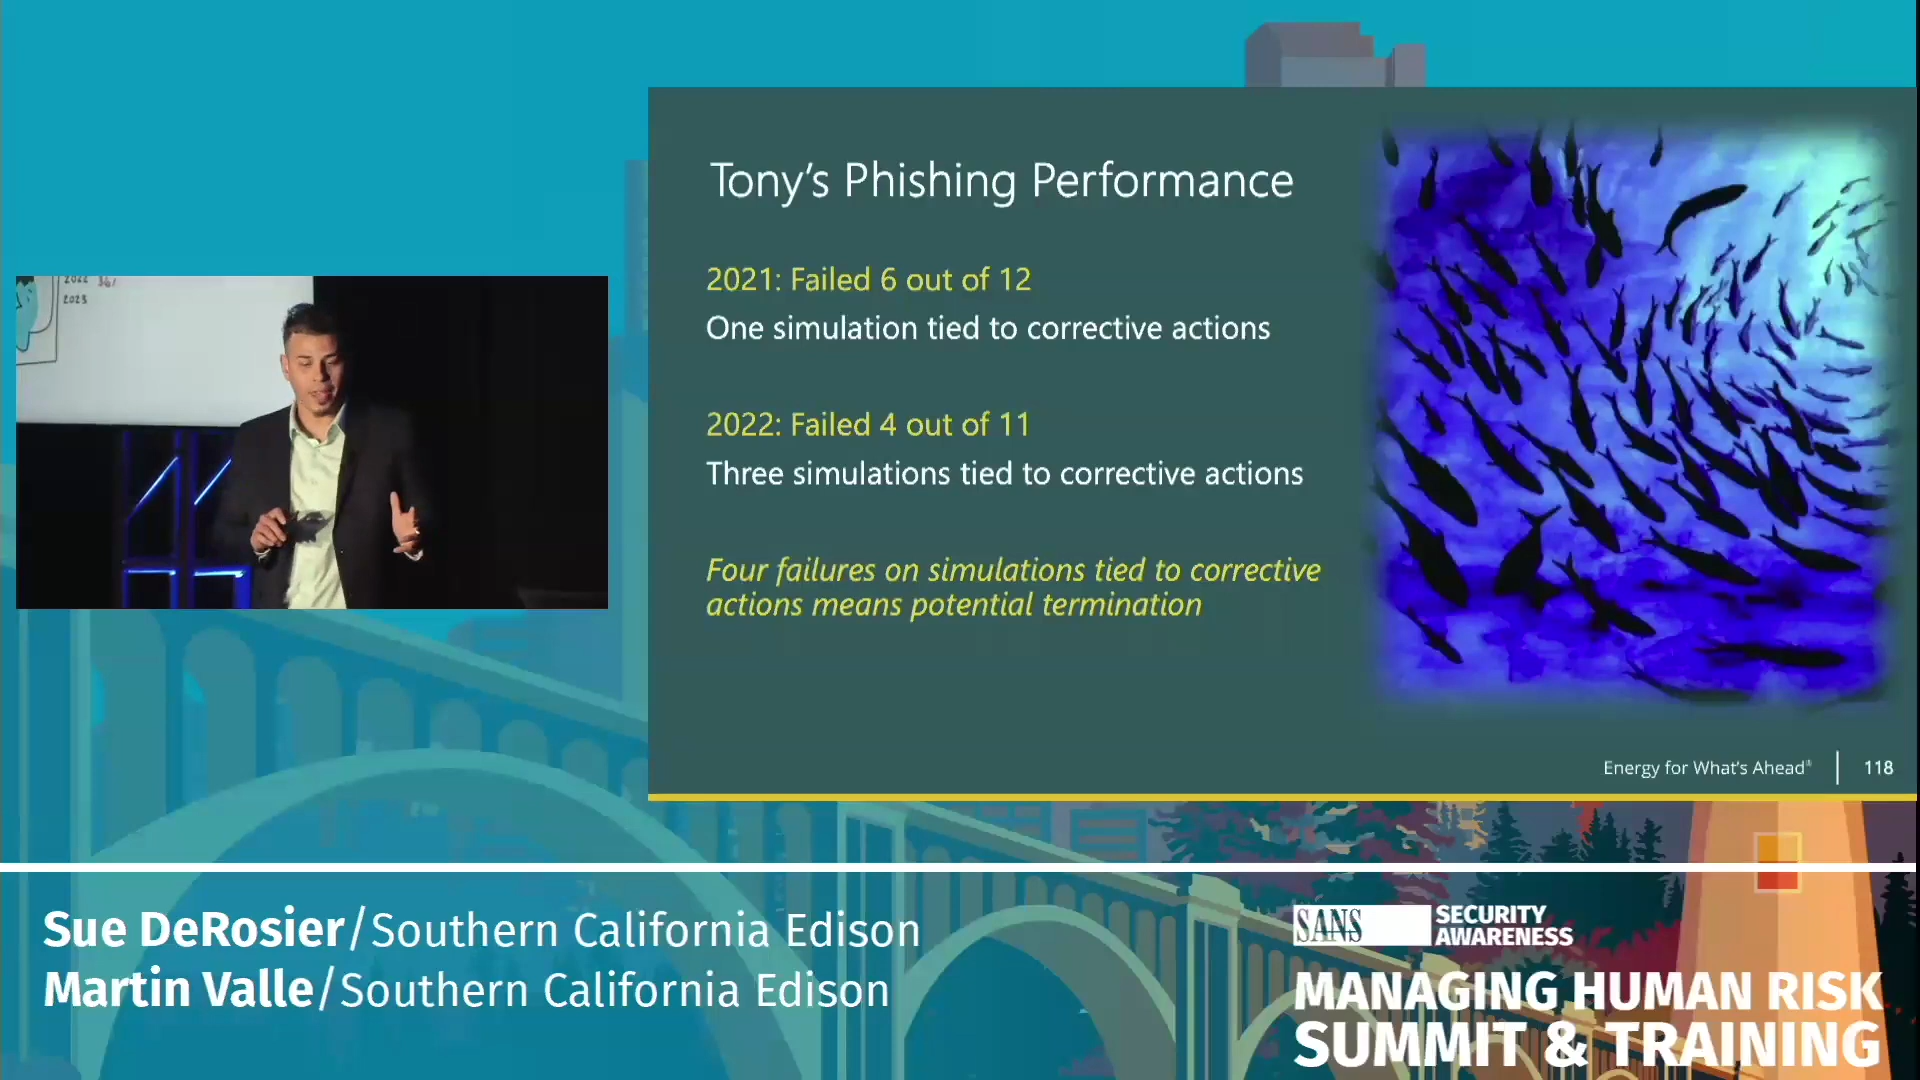 2022 36%
2023
Tony's Phishing Performance
2021: Failed 6 out of 12
One simulation tied to corrective actions
2022: Failed 4 out of 11
Three simulations tied to corrective actions
Four failures on simulations tied to corrective
actions means potential termination
Energy for What's Ahead®
118
Sue DeRosier/Southern California Edison
Martin Valle/Southern California Edison
SANS
SECURITY
AWARENESS
MANAGING HUMAN RISK
SUMMIT & TRAINING